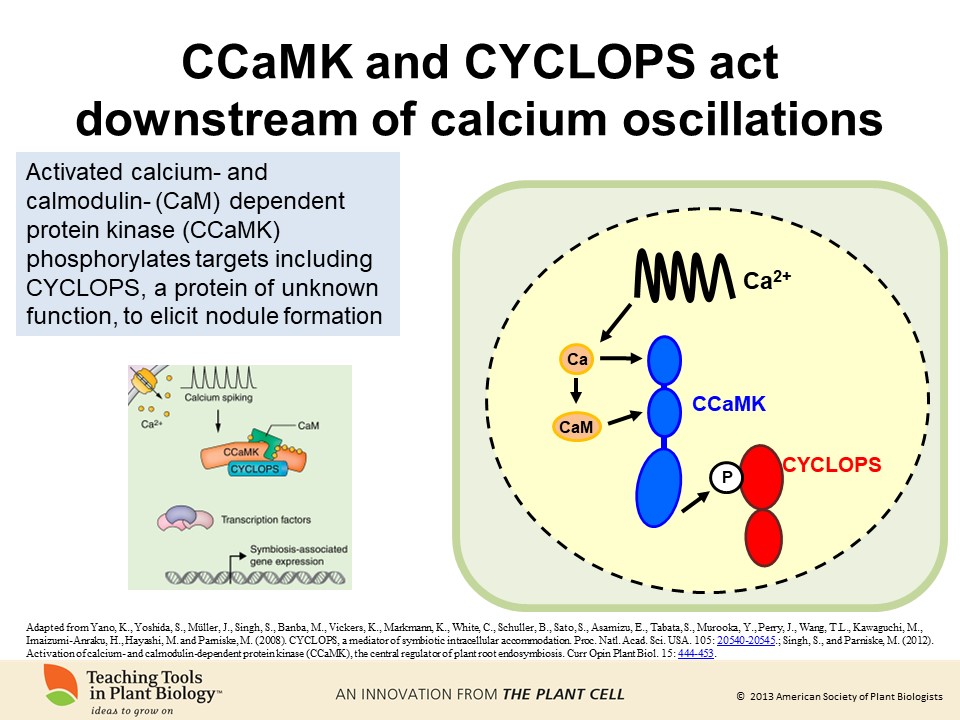 CCaMK and CYCLOPS act
downstream of calcium oscillations
Activated calcium- and
calmodulin- (CaM) dependent
protein kinase (CCaMK)
phosphorylates targets including
CYCLOPS, a protein of unknown
function, to elicit nodule formation
Calcium spiking
Ca2+
CaM
CCaMK
CYCLOPS
Transcription factors
Symbiosis-associated
gene expression
Ca2+
Ca
CaM
CCaMK
P
CYCLOPS
Adapted from Yano, K., Yoshida, S., Müller, J., Singh, S., Banba, M., Vickers, K., Markmann, K., White, C., Schuller, B., Sato, S., Asamizu, E., Tabata, S., Murooka, Y., Perry, J., Wang, T.L., Kawaguchi, M.,
Imaizumi-Anraku, H., Hayashi, M. and Parniske, M. (2008). CYCLOPS, a mediator of symbiotic intracellular accommodation. Proc. Natl. Acad. Sci. USA. 105: 20540-20545.; Singh, S., and Parniske, M. (2012).
Activation of calcium- and calmodulin-dependent protein kinase (CCaMK), the central regulator of plant root endosymbiosis. Curr Opin Plant Biol. 15: 444-453.
Teaching Tools
in Plant Biology™
ideas to grow on
AN INNOVATION FROM THE PLANT CELL
© 2013 American Society of Plant Biologists